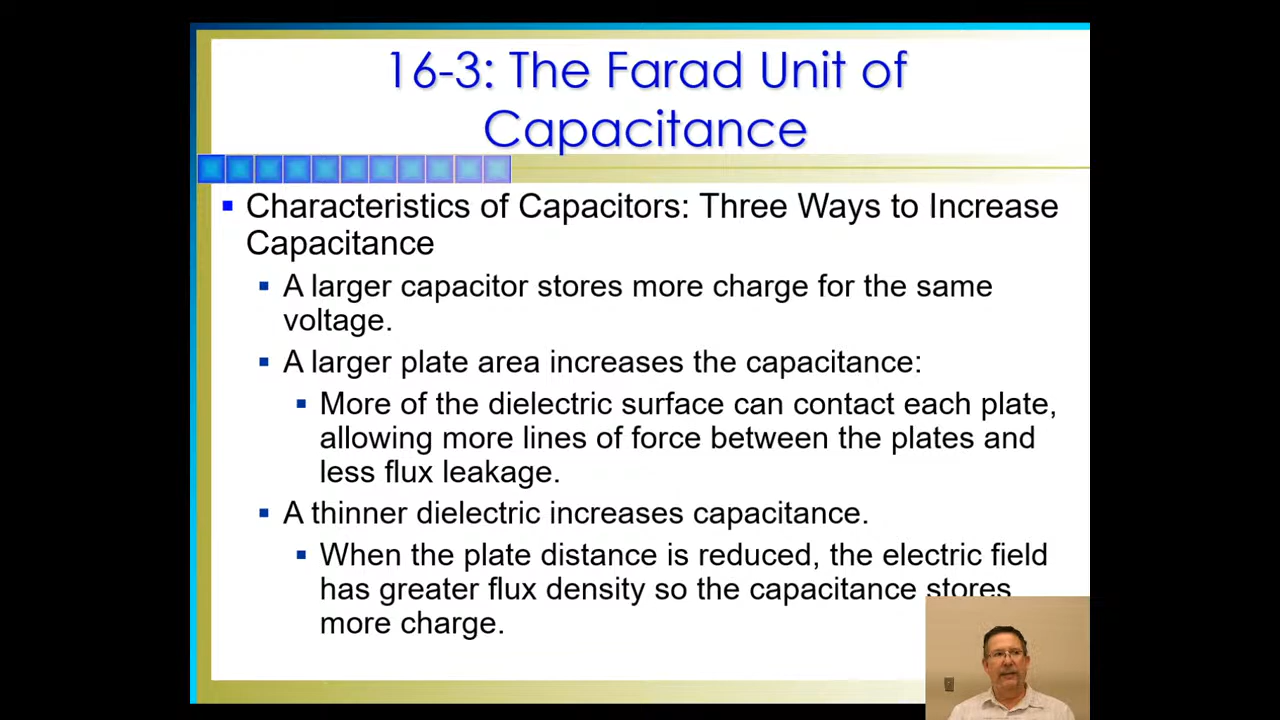 16-3: The Farad Unit of
Capacitance
Characteristics of Capacitors: Three Ways to Increase
Capacitance
A larger capacitor stores more charge for the same
voltage.
A larger plate area increases the capacitance:
More of the dielectric surface can contact each plate,
allowing more lines of force between the plates and
less flux leakage.
A thinner dielectric increases capacitance.
When the plate distance is reduced, the electric field
has greater flux density so the capacitance stores
more charge.